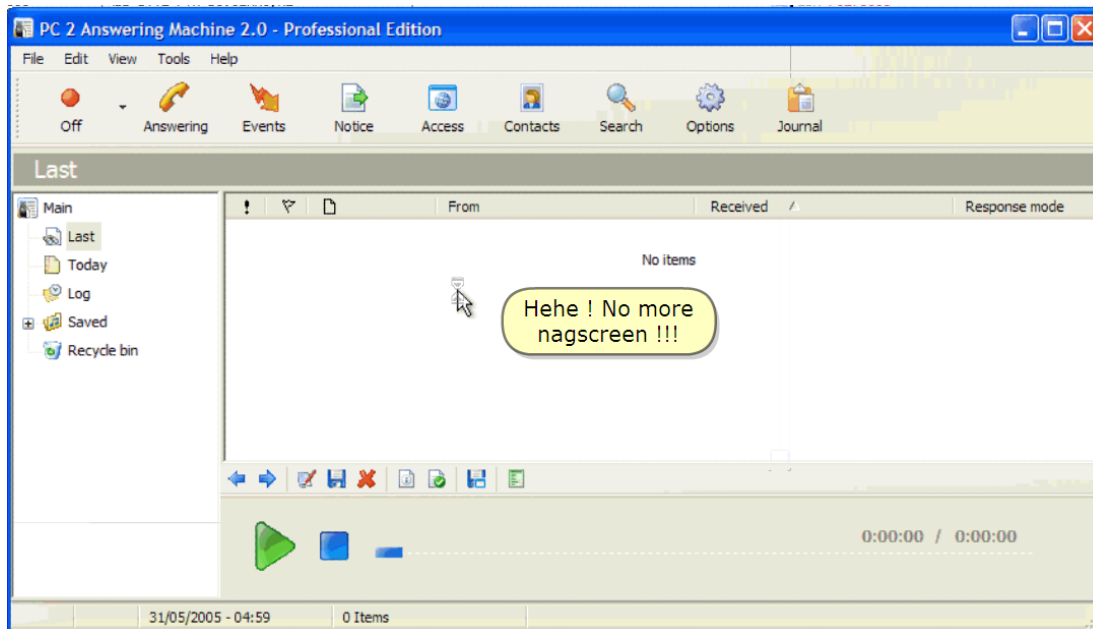 PC 2 Answering Machine 2.0 - Professional Edition
File Edit View Tools Help
Off Answering Events Notice Access Contacts Search Options Journal
Last
Main ! From Received Response mode
Last
Today No items
Log
Hehe ! No more
nagscreen !!!
Saved
Recycle bin
0:00:00 / 0:00:00
31/05/2005 - 04:59 0 Items